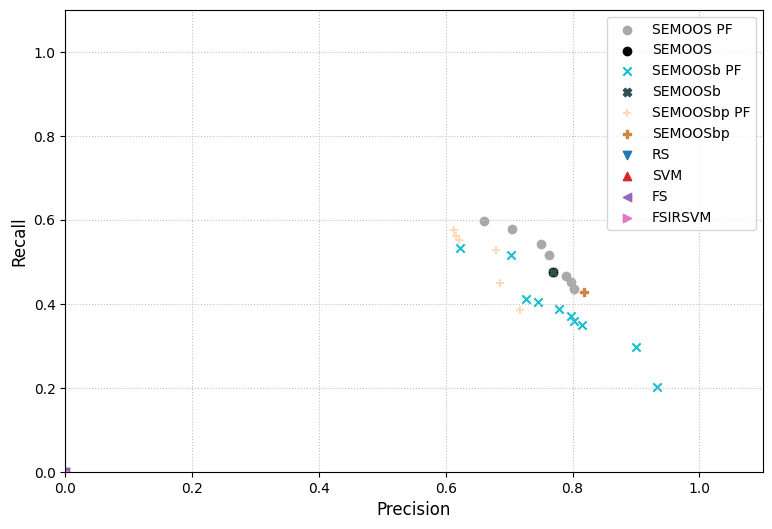 SEMOOS PF
SEMOOS
SEMOOSb PF
SEMOOSb
SEMOOSbp PF
SEMOOSbp
RS
SVM
FS
FSIRSVM
1.0
0.8
0.6
0.4
0.2
0.0
Recall
0.0 0.2 0.4 0.6 0.8 1.0
Precision